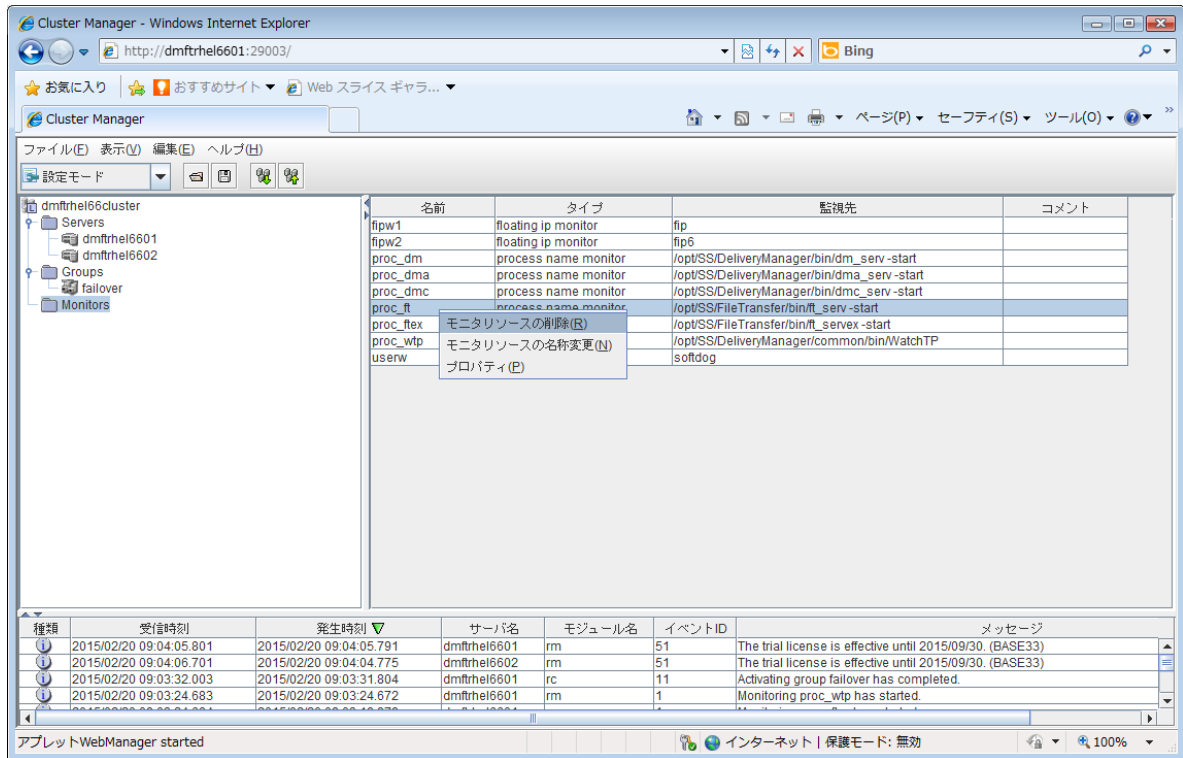 Cluster Manager - Windows Internet Explorer
http://dmftrhel6601:29003/
Bing
お気に入り おすすめサイト Web スライス ギャラ...
Cluster Manager
ページ(P) セーフティ(S) ツール(O)
ファイル(F) 表示(V) 編集(E) ヘルプ(H)
設定モード
dmftrhel66cluster
Servers
dmftrhel6601
dmftrhel6602
Groups
failover
Monitors
名前 タイプ 監視先 コメント
fipw1 floating ip monitor fip
fipw2 floating ip monitor fip6
proc_dm process name monitor /opt/SS/DeliveryManager/bin/dm_serv -start
proc_dma process name monitor /opt/SS/DeliveryManager/bin/dma_serv -start
proc_dmc process name monitor /opt/SS/DeliveryManager/bin/dmc_serv -start
proc_ft process name monitor /opt/SS/FileTransfer/bin/ft_serv -start
proc_ftex /opt/SS/FileTransfer/bin/ft_servex -start
proc_wtp /opt/SS/DeliveryManager/common/bin/WatchTP
userw softdog
モニタリソースの削除(R)
モニタリソースの名称変更(N)
プロパティ(P)
種類 受信時刻 発生時刻 ▽ サーバ名 モジュール名 イベントID メッセージ
2015/02/20 09:04:05.801 2015/02/20 09:04:05.791 dmftrhel6601 rm 51 The trial license is effective until 2015/09/30. (BASE33)
2015/02/20 09:04:06.701 2015/02/20 09:04:04.775 dmftrhel6602 rm 51 The trial license is effective until 2015/09/30. (BASE33)
2015/02/20 09:03:32.003 2015/02/20 09:03:31.804 dmftrhel6601 rc 11 Activating group failover has completed.
2015/02/20 09:03:24.683 2015/02/20 09:03:24.672 dmftrhel6601 rm 1 Monitoring proc_wtp has started.
アプレットWebManager started
インターネット | 保護モード: 無効
100%